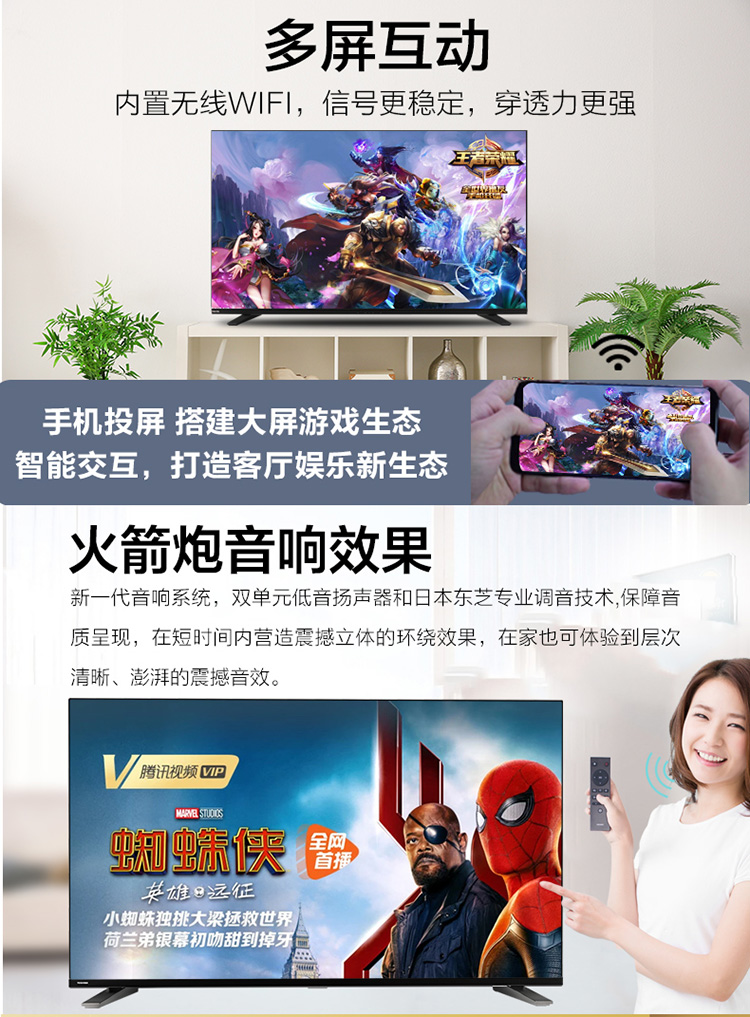 多屏互动
内置无线WIFI，信号更稳定，穿透力更强
王者荣耀
手机投屏 搭建大屏游戏生态
智能交互，打造客厅娱乐新生态
王者荣耀
火箭炮音响效果
新一代音响系统，双单元低音扬声器和日本东芝专业调音技术,保障音
质呈现，在短时间内营造震撼立体的环绕效果，在家也可体验到层次
清晰、澎湃的震撼音效。
腾讯视频 VIP
MARVEL STUDIOS
蜘蛛侠
全网
首播
英雄远征
小蜘蛛独挑大梁拯救世界
荷兰弟银幕初吻甜到掉牙